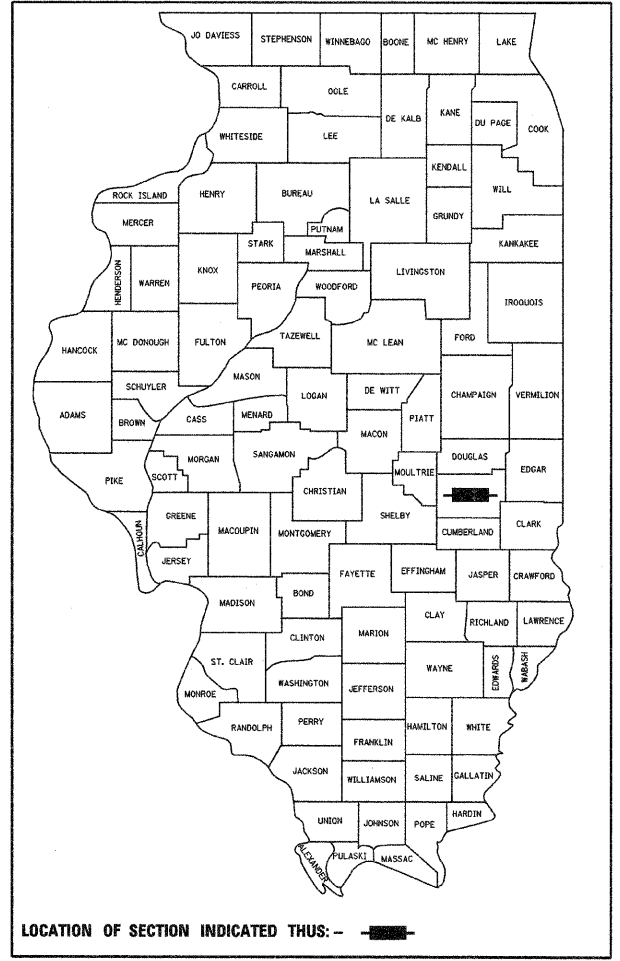 JO DAVIESS
STEPHENSON
WINNEBAGO
BOONE
MC HENRY
LAKE
CARROLL
OGLE
DE KALB
KANE
DU PAGE
COOK
WHITESIDE
LEE
KENDALL
WILL
ROCK ISLAND
HENRY
BUREAU
LA SALLE
GRUNDY
MERCER
PUTNAM
STARK
MARSHALL
KANKAKEE
HENDERSON
WARREN
KNOX
PEORIA
WOODFORD
LIVINGSTON
IROQUOIS
HANCOCK
MC DONOUGH
FULTON
TAZEWELL
MC LEAN
FORD
SCHUYLER
MASON
ADAMS
BROWN
CASS
MENARD
LOGAN
DE WITT
PIATT
CHAMPAIGN
VERMILION
MACON
PIKE
SCOTT
MORGAN
SANGAMON
CHRISTIAN
MOULTRIE
DOUGLAS
EDGAR
CALHOUN
GREENE
MACOUPIN
MONTGOMERY
SHELBY
CUMBERLAND
CLARK
JERSEY
MADISON
BOND
FAYETTE
EFFINGHAM
JASPER
CRAWFORD
CLINTON
MARION
CLAY
RICHLAND
LAWRENCE
ST. CLAIR
WASHINGTON
JEFFERSON
WAYNE
EDWARDS
WABASH
MONROE
RANDOLPH
PERRY
FRANKLIN
HAMILTON
WHITE
JACKSON
WILLIAMSON
SALINE
GALLATIN
UNION
JOHNSON
POPE
HARDIN
ALEXANDER
PULASKI
MASSAC
LOCATION OF SECTION INDICATED THUS: –